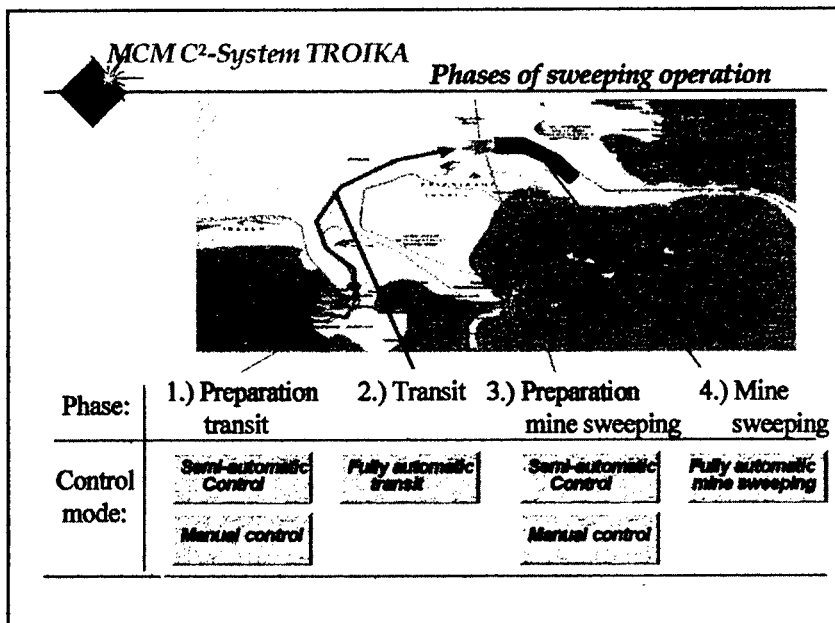 MCM C²-System TROIKA
Phases of sweeping operation
Phase:
1.) Preparation
transit
2.) Transit
3.) Preparation
mine sweeping
4.) Mine
sweeping
Control
mode:
Semi-automatic
Control
Manual control
Fully automatic
transit
Semi-automatic
Control
Manual control
Fully automatic
mine sweeping